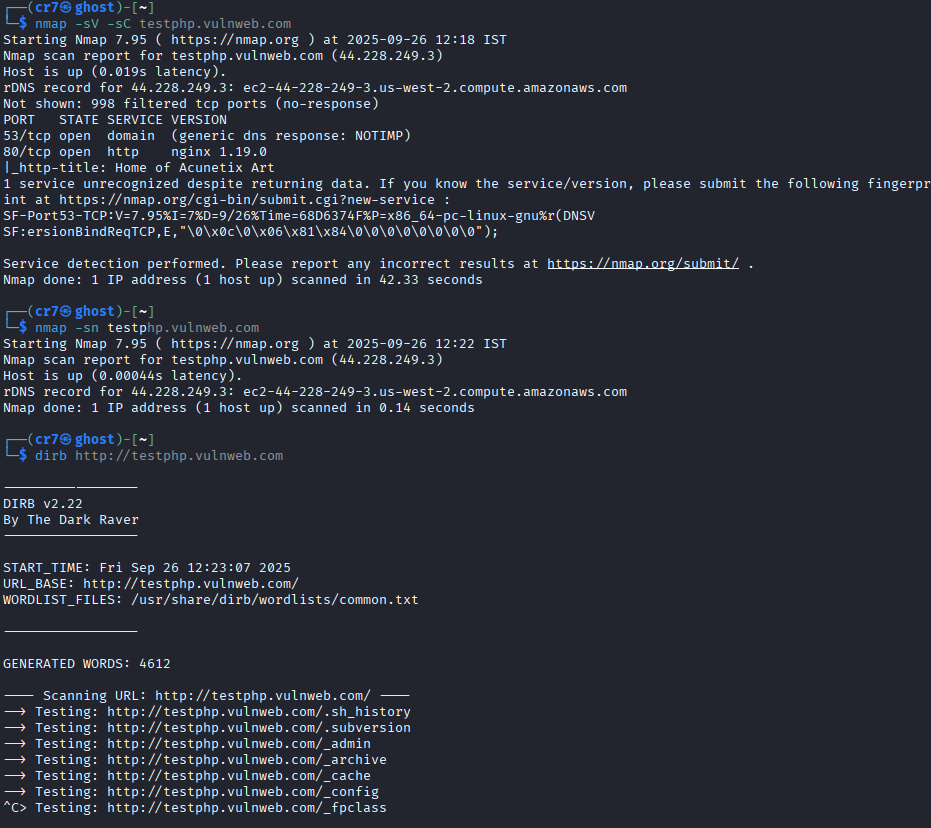 ┌──(cr7㉿ghost)-[~]
└─$ nmap -sV -sC testphp.vulnweb.com
Starting Nmap 7.95 ( https://nmap.org ) at 2025-09-26 12:18 IST
Nmap scan report for testphp.vulnweb.com (44.228.249.3)
Host is up (0.019s latency).
rDNS record for 44.228.249.3: ec2-44-228-249-3.us-west-2.compute.amazonaws.com
Not shown: 998 filtered tcp ports (no-response)
PORT   STATE SERVICE VERSION
53/tcp open  domain  (generic dns response: NOTIMP)
80/tcp open  http    nginx 1.19.0
|_http-title: Home of Acunetix Art
1 service unrecognized despite returning data. If you know the service/version, please submit the following fingerpr
int at https://nmap.org/cgi-bin/submit.cgi?new-service :
SF-Port53-TCP:V=7.95%I=7%D=9/26%Time=68D6374F%P=x86_64-pc-linux-gnu%r(DNSV
SF:ersionBindReqTCP,E,"\0\x0c\0\x06\x81\x84\0\0\0\0\0\0\0\0");

Service detection performed. Please report any incorrect results at https://nmap.org/submit/ .
Nmap done: 1 IP address (1 host up) scanned in 42.33 seconds

┌──(cr7㉿ghost)-[~]
└─$ nmap -sn testphp.vulnweb.com
Starting Nmap 7.95 ( https://nmap.org ) at 2025-09-26 12:22 IST
Nmap scan report for testphp.vulnweb.com (44.228.249.3)
Host is up (0.00044s latency).
rDNS record for 44.228.249.3: ec2-44-228-249-3.us-west-2.compute.amazonaws.com
Nmap done: 1 IP address (1 host up) scanned in 0.14 seconds

┌──(cr7㉿ghost)-[~]
└─$ dirb http://testphp.vulnweb.com

-----------------
DIRB v2.22
By The Dark Raver
-----------------

START_TIME: Fri Sep 26 12:23:07 2025
URL_BASE: http://testphp.vulnweb.com/
WORDLIST_FILES: /usr/share/dirb/wordlists/common.txt

-----------------

GENERATED WORDS: 4612

---- Scanning URL: http://testphp.vulnweb.com/ ----
--> Testing: http://testphp.vulnweb.com/.sh_history
--> Testing: http://testphp.vulnweb.com/.subversion
--> Testing: http://testphp.vulnweb.com/_admin
--> Testing: http://testphp.vulnweb.com/_archive
--> Testing: http://testphp.vulnweb.com/_cache
--> Testing: http://testphp.vulnweb.com/_config
^C> Testing: http://testphp.vulnweb.com/_fpclass